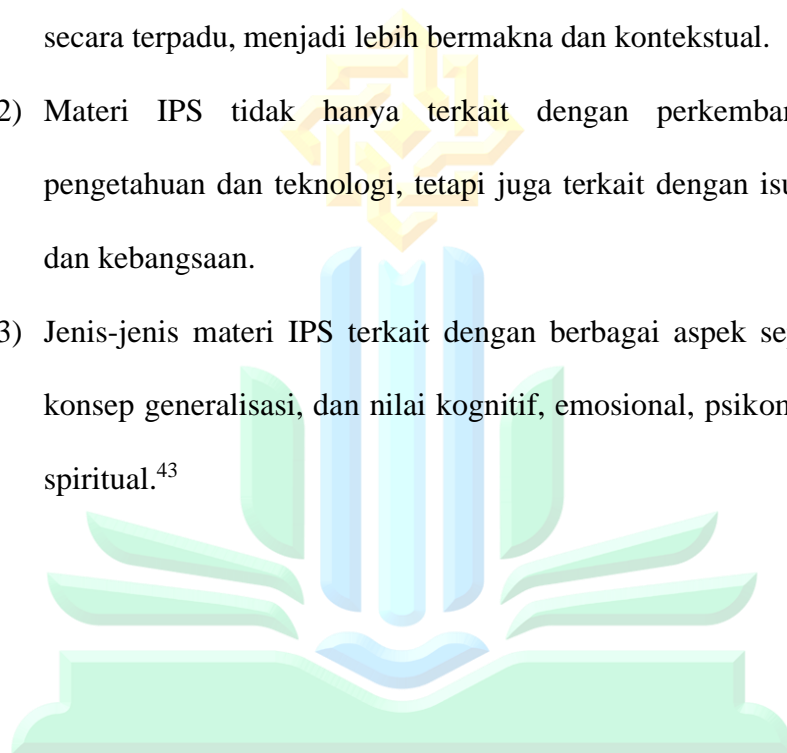 secara terpadu, menjadi lebih bermakna dan kontekstual.
2) Materi IPS tidak hanya terkait dengan perkembar
pengetahuan dan teknologi, tetapi juga terkait dengan isu
dan kebangsaan.
3) Jenis-jenis materi IPS terkait dengan berbagai aspek se
konsep generalisasi, dan nilai kognitif, emosional, psikon
spiritual.43